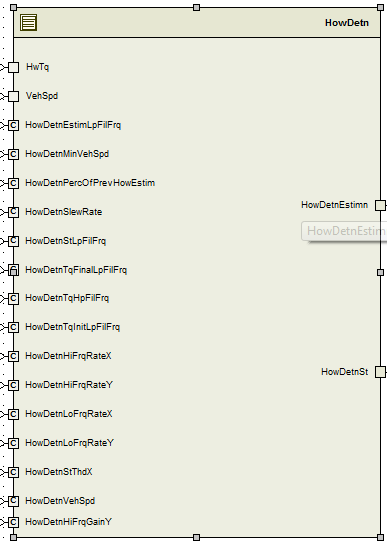 HowDetn
HwTq
VehSpd
C HowDetnEstimLpFilFrq
C HowDetnMinVehSpd
C HowDetnPercOfPrevHowEstim
C HowDetnSlewRate
HowDetnEstimn
C HowDetnStLpFilFrq
HowDetnEstim
HowDetnTqFinalLpFilFrq
C HowDetnTqHpFilFrq
C HowDetnTqInitLpFilFrq
C HowDetnHiFrqRateX
HowDetnSt
C HowDetnHiFrqRateY
C HowDetnLoFrqRateX
C HowDetnLoFrqRateY
C HowDetnStThdX
C HowDetnVehSpd
C HowDetnHiFrqGainY